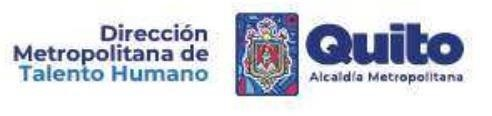 Dirección
Metropolitana de
Talento Humano
Quito
Alcaldía Metropolitana